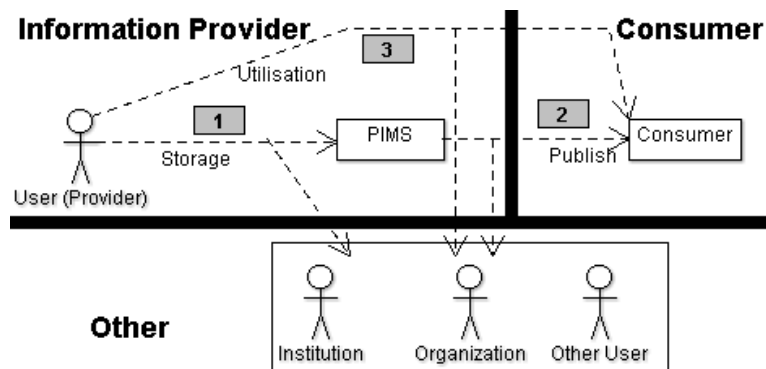 Information Provider
Consumer
3
Utilisation
1
PIMS
2
Consumer
Storage
Publish
User (Provider)
Other
Institution
Organization
Other User